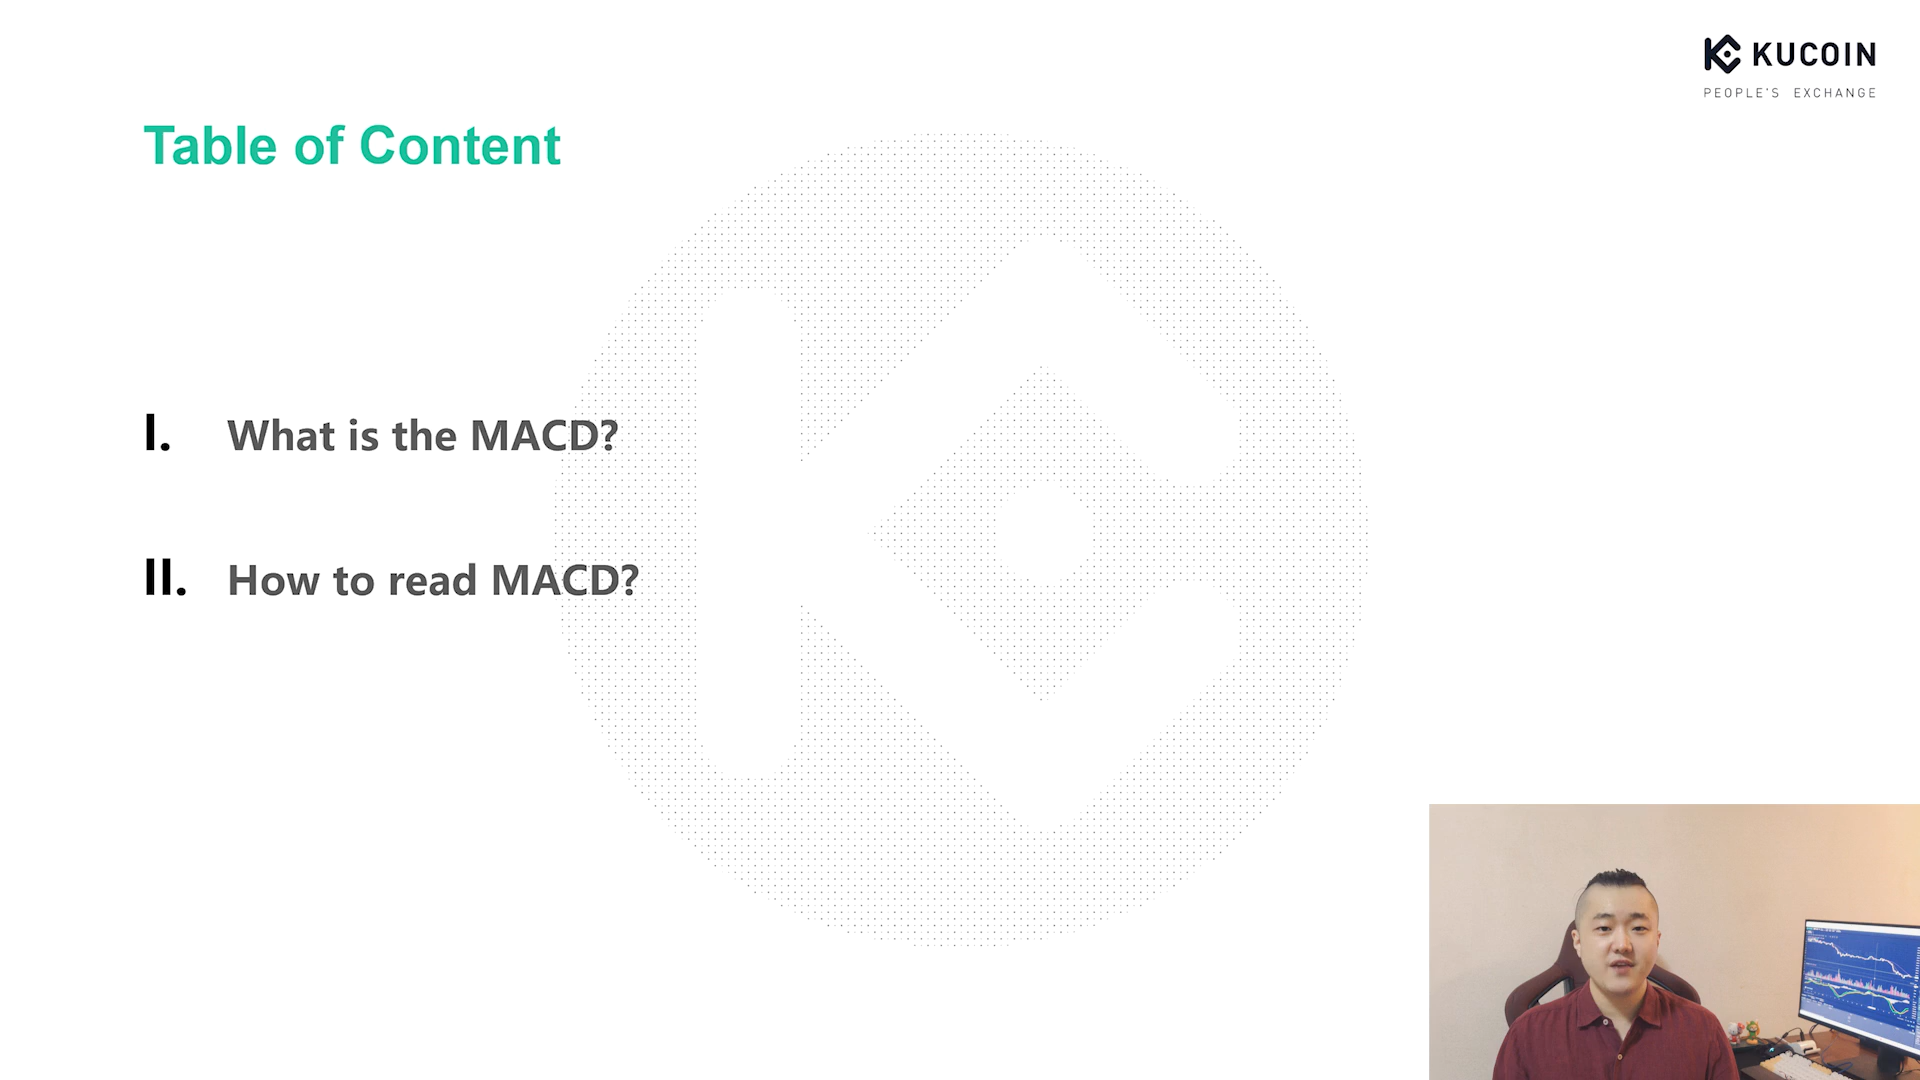 KUCOIN
PEOPLE'S EXCHANGE
Table of Content
I. What is the MACD?
II. How to read MACD?